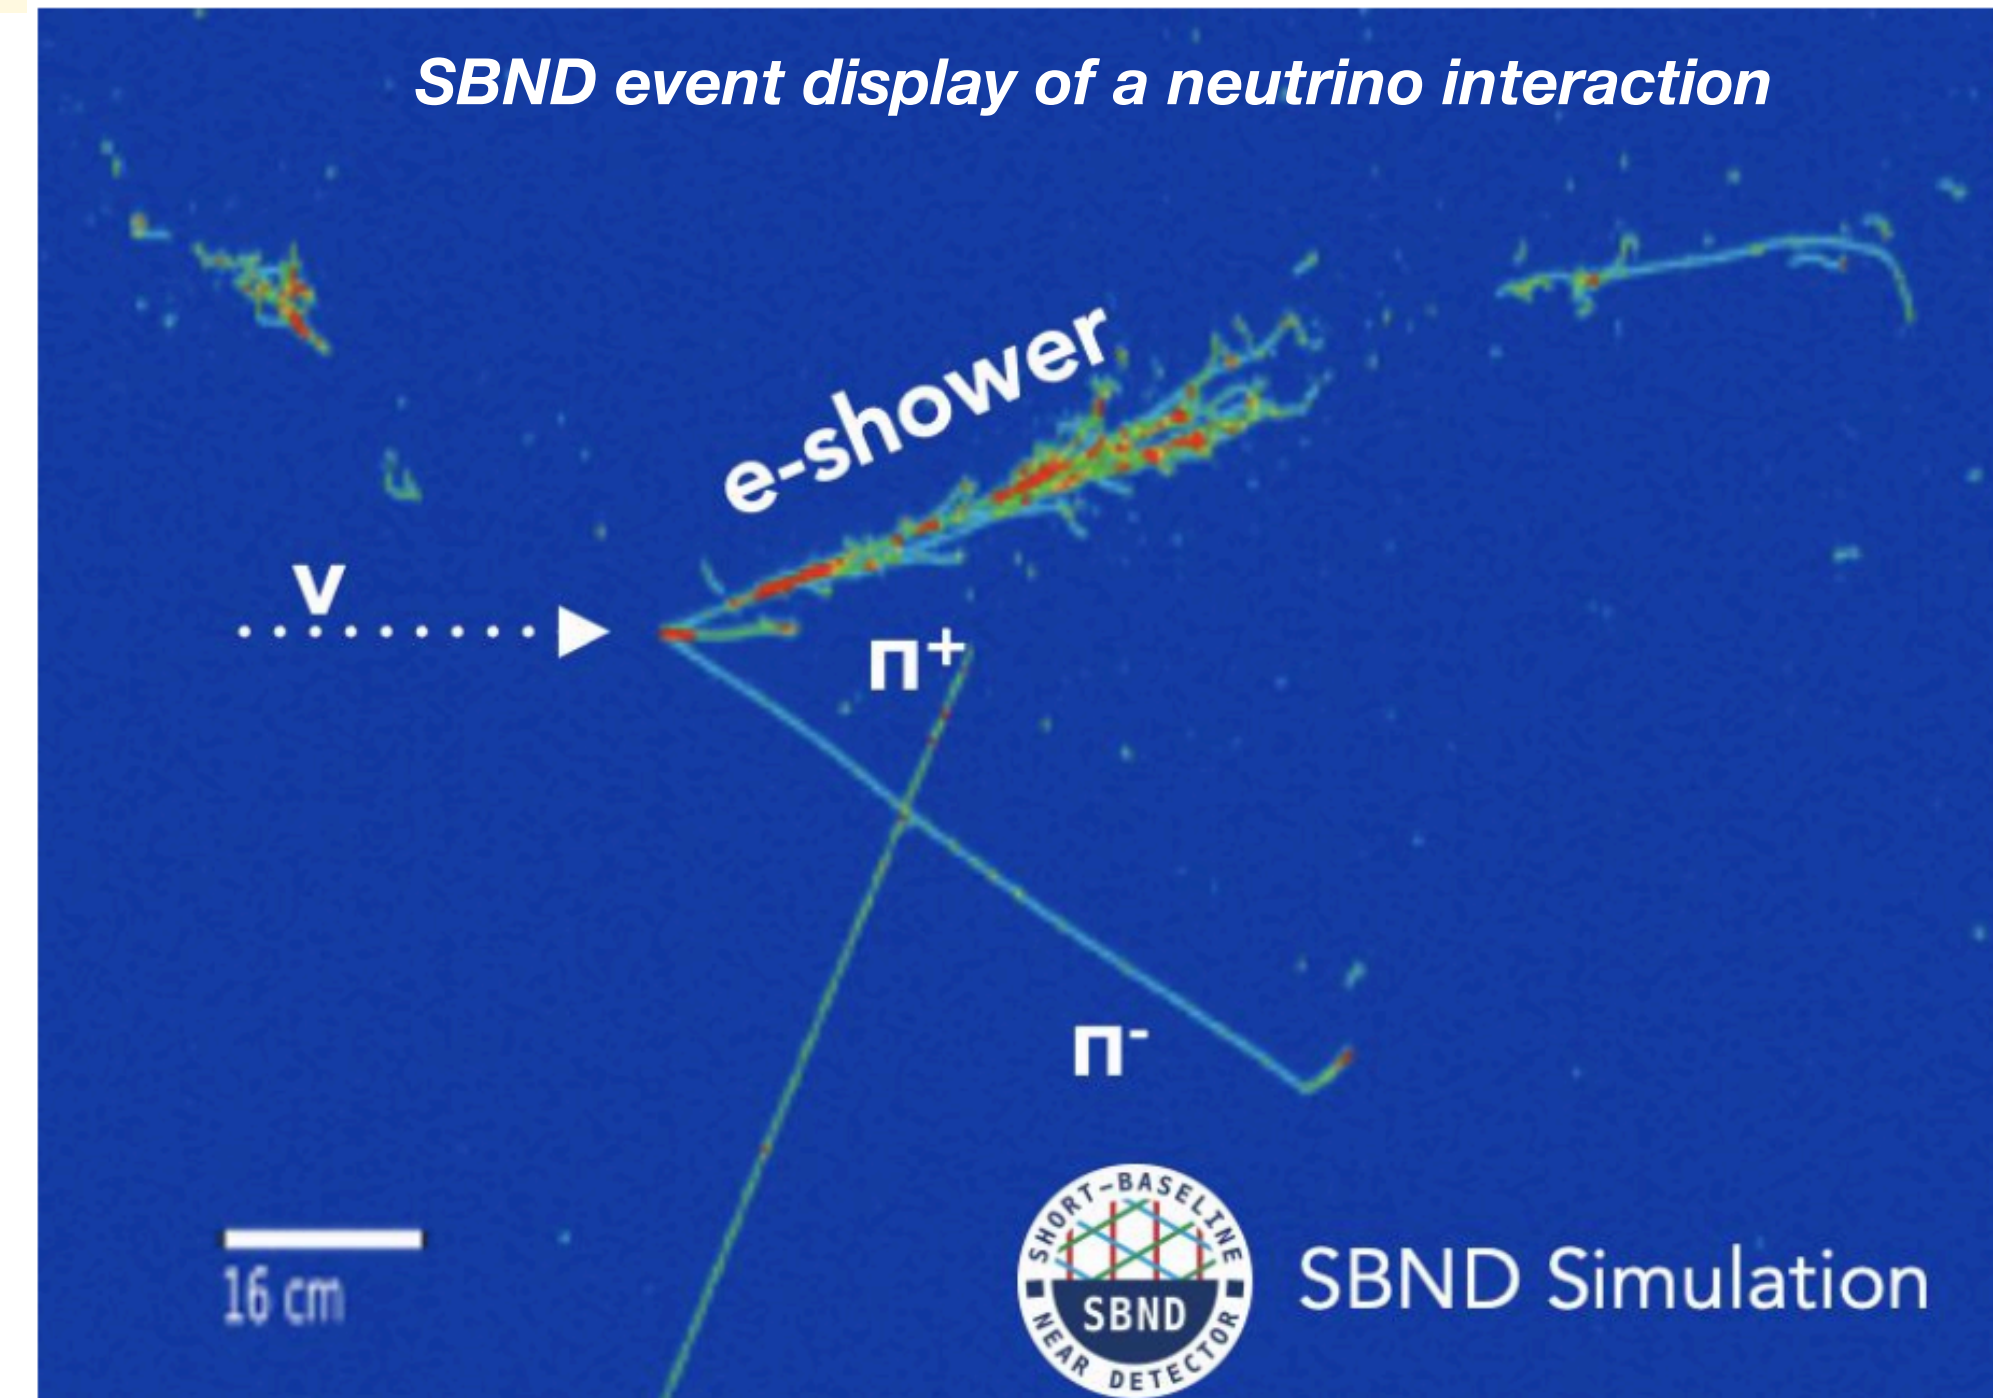 SBND event display of a neutrino interaction
e-shower
ν
π⁺
π⁻
16 cm
SHORT-BASELINE
SBND
NEAR DETECTOR
SBND Simulation